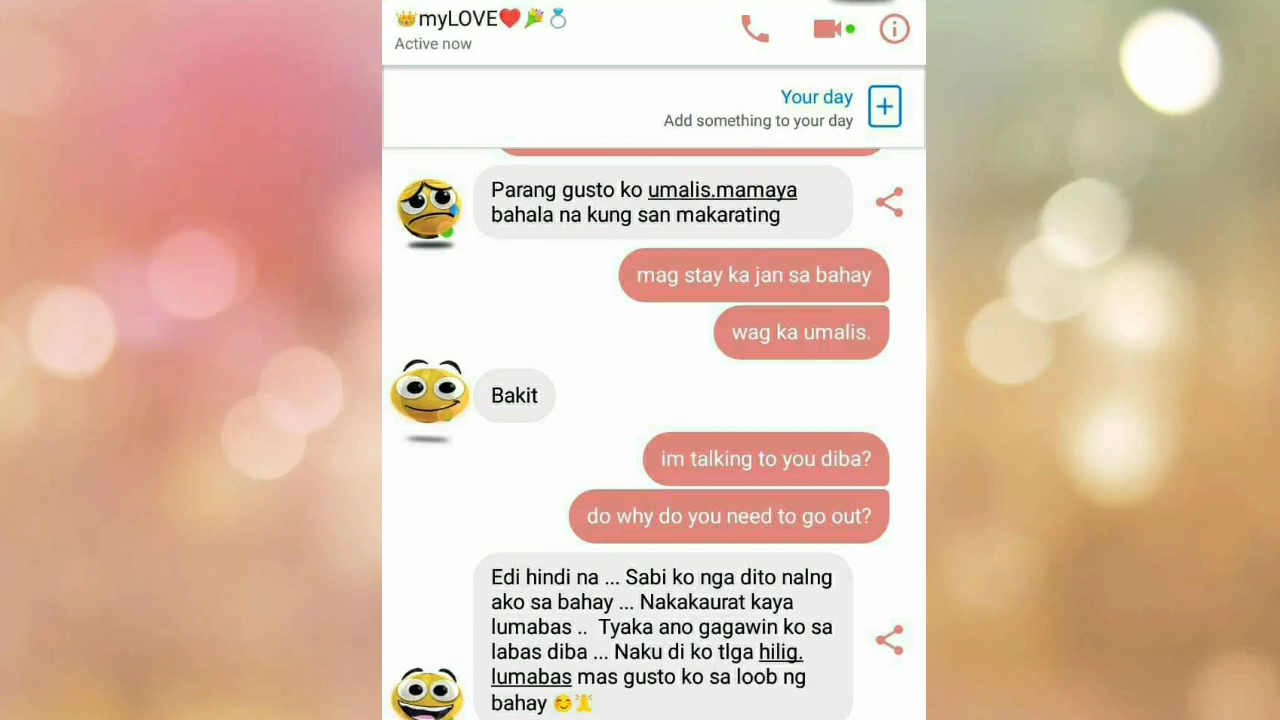 👑myLOVE❤️💐💍
Active now
Your day
Add something to your day
Parang gusto ko umalis.mamaya
bahala na kung san makarating
mag stay ka jan sa bahay
wag ka umalis.
Bakit
im talking to you diba?
do why do you need to go out?
Edi hindi na ... Sabi ko nga dito nalng
ako sa bahay ... Nakakaurat kaya
lumabas .. Tyaka ano gagawin ko sa
labas diba ... Naku di ko tlga hilig.
lumabas mas gusto ko sa loob ng
bahay 😊🙌